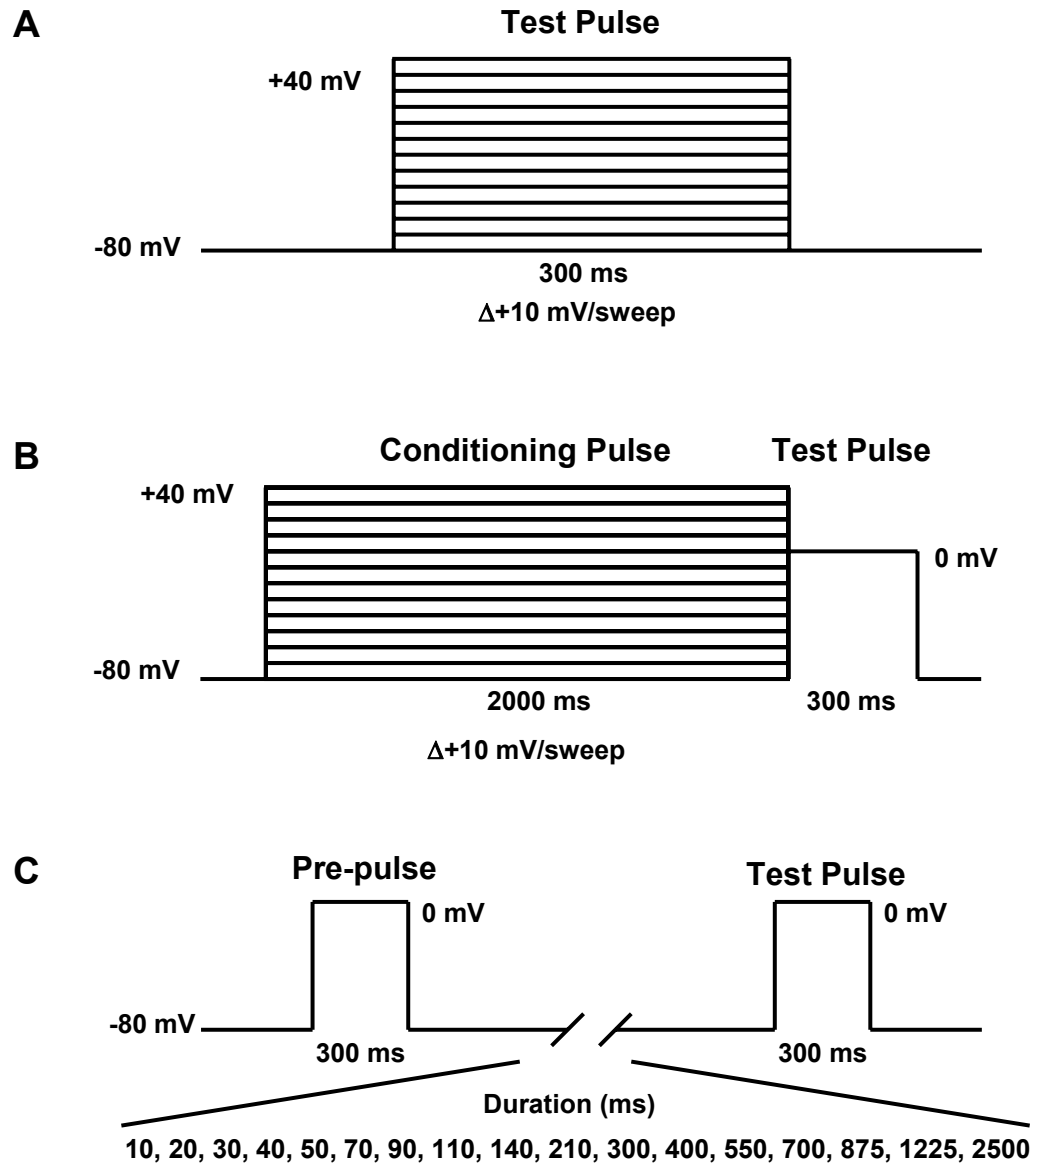 A
Test Pulse
+40 mV
-80 mV
300 ms
Δ+10 mV/sweep
B
Conditioning Pulse
Test Pulse
+40 mV
0 mV
-80 mV
2000 ms
300 ms
Δ+10 mV/sweep
C
Pre-pulse
Test Pulse
0 mV
0 mV
-80 mV
300 ms
300 ms
Duration (ms)
10, 20, 30, 40, 50, 70, 90, 110, 140, 210, 300, 400, 550, 700, 875, 1225, 2500